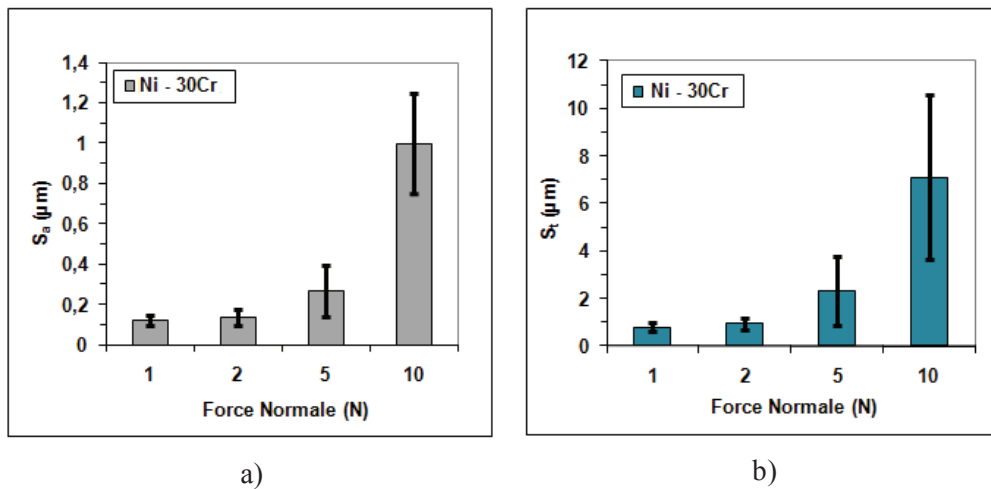 1,4
1,2
1
0,8
0,6
0,4
0,2
0
Sₐ (µm)
Ni - 30Cr
1 2 5 10
Force Normale (N)
a)
12
10
8
6
4
2
0
Sₜ (µm)
Ni - 30Cr
1 2 5 10
Force Normale (N)
b)